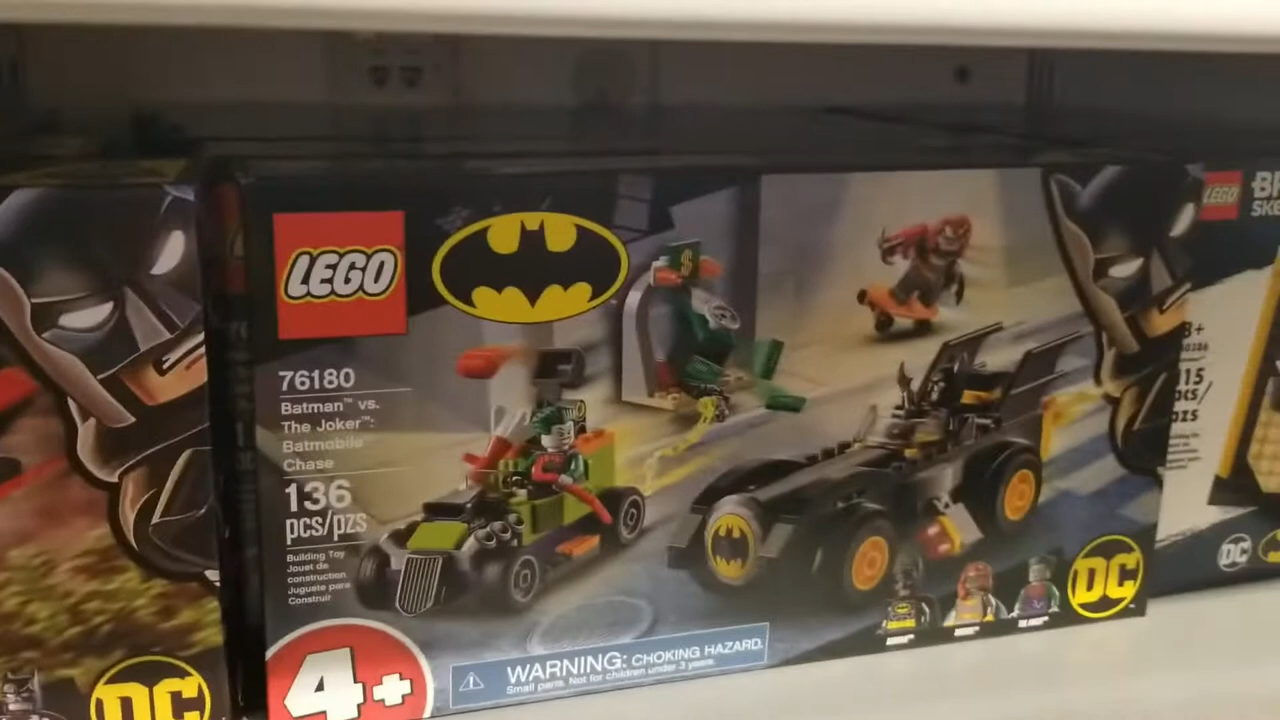 LEGO
76180
Batman™ vs.
The Joker™:
Batmobile
Chase
136
pcs/pzs
Building Toy
Jouet de
construction
Juguete para
Construir
4+
WARNING: CHOKING HAZARD.
Small parts. Not for children under 3 years.
$
DC
DC
LEGO
8+
DC